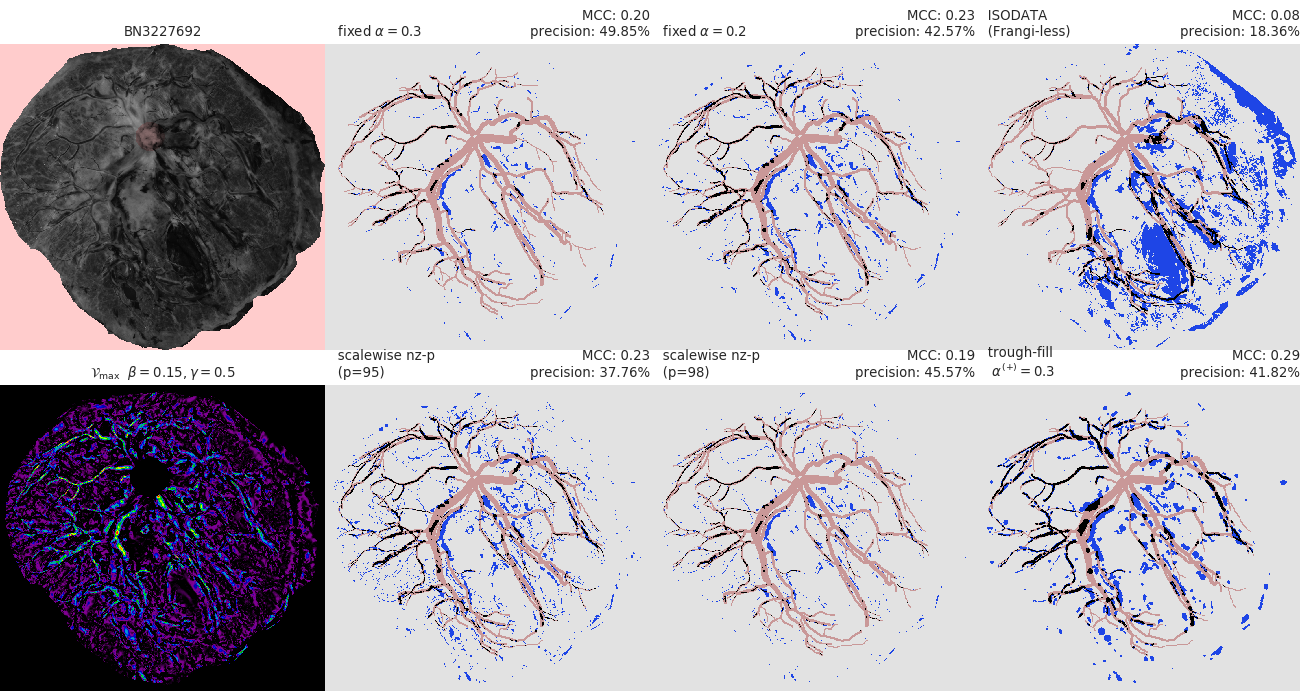 BN3227692
fixed α = 0.3
MCC: 0.20
precision: 49.85%
fixed α = 0.2
MCC: 0.23
precision: 42.57%
ISODATA
(Frangi-less)
MCC: 0.08
precision: 18.36%
𝒱max β = 0.15, γ = 0.5
scalewise nz-p
(p=95)
MCC: 0.23
precision: 37.76%
scalewise nz-p
(p=98)
MCC: 0.19
precision: 45.57%
trough-fill
α⁽⁺⁾ = 0.3
MCC: 0.29
precision: 41.82%